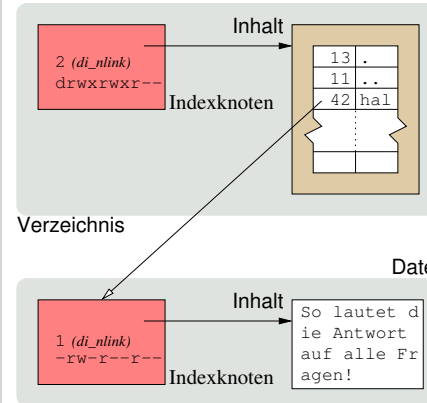 Inhalt
2 (di_nlink)
drwxrwxr--
Indexknoten
13 .
11 ..
42 hal
Verzeichnis
Date
Inhalt
1 (di_nlink)
-rw-r--r--
Indexknoten
So lautet d
ie Antwort
auf alle Fr
agen!